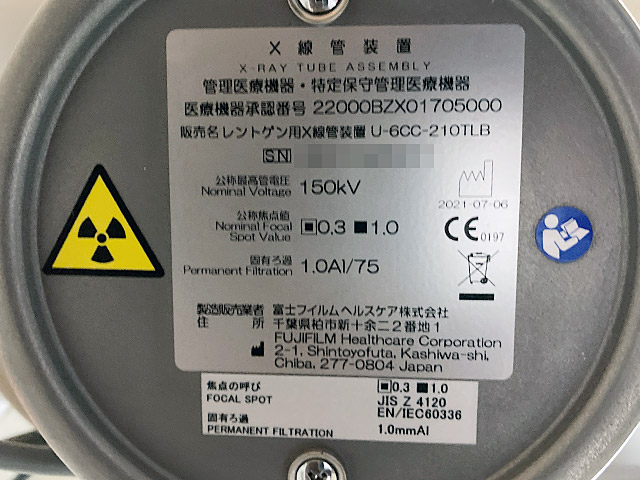 X線管装置
X-RAY TUBE ASSEMBLY
管理医療機器・特定保守管理医療機器
医療機器承認番号 22000BZX01705000
販売名 レントゲン用X線管装置 U-6CC-210TLB
SN
公称最高管電圧
Nominal Voltage 150kV
2021-07-06
公称焦点値
Nominal Focal
Spot Value 0.3 1.0
CE 0197
固有ろ過
Permanent Filtration 1.0Al/75
製造販売業者 富士フイルムヘルスケア株式会社
住所 千葉県柏市新十余二2番地1
FUJIFILM Healthcare Corporation
2-1, Shintoyofuta, Kashiwa-shi,
Chiba, 277-0804 Japan
焦点の呼び 0.3 1.0
FOCAL SPOT JIS Z 4120
EN/IEC60336
固有ろ過
PERMANENT FILTRATION 1.0mmAl